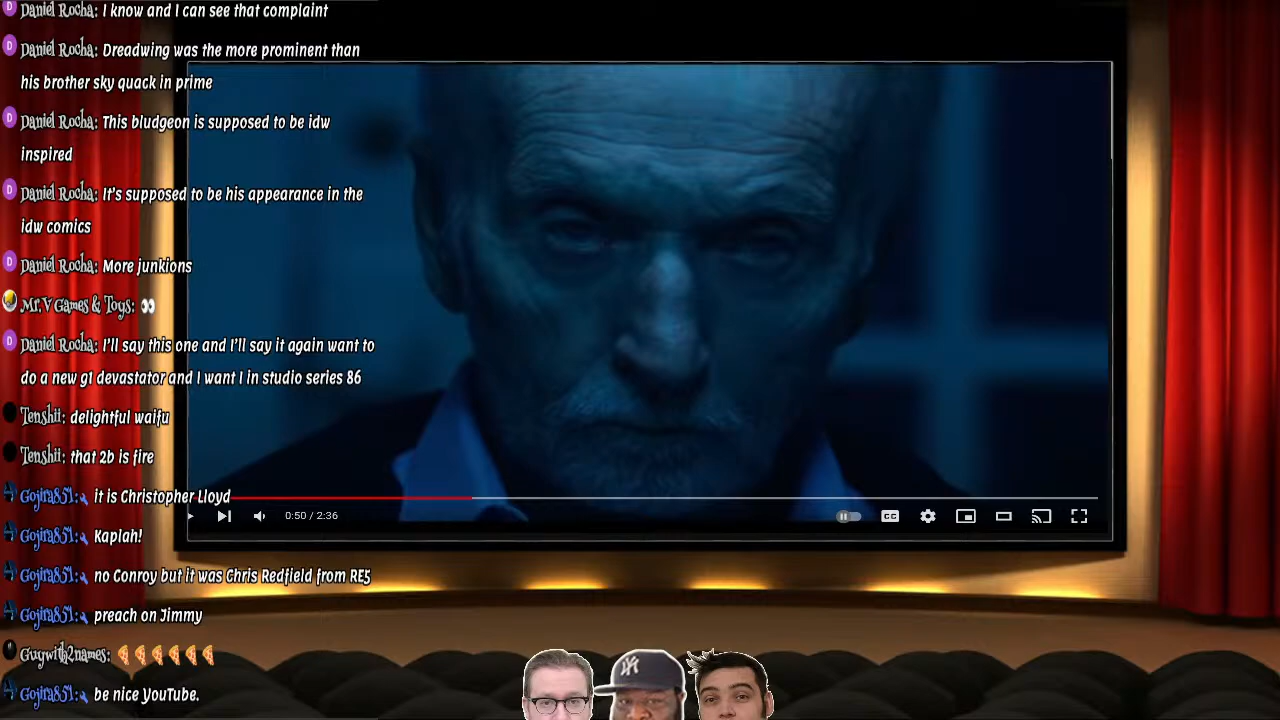 Daniel Rocha: I know and I can see that complaint
Daniel Rocha: Dreadwing was the more prominent than
his brother sky quack in prime
Daniel Rocha: This bludgeon is supposed to be idw
inspired
Daniel Rocha: It's supposed to be his appearance in the
idw comics
Daniel Rocha: More junkions
Mr.V Games & Toys: 👀
Daniel Rocha: I'll say this one and I'll say it again want to
do a new g1 devastator and I want I in studio series 86
Tenshii: delightful waifu
Tenshii: that 2b is fire
Gojira851: it is Christopher Lloyd
0:50 / 2:36
CC
Gojira851: Kaplah!
Gojira851: no Conroy but it was Chris Redfield from RE5
Gojira851: preach on Jimmy
Guywith2names: 🍕🍕🍕🍕🍕🍕
Gojira851: be nice YouTube.